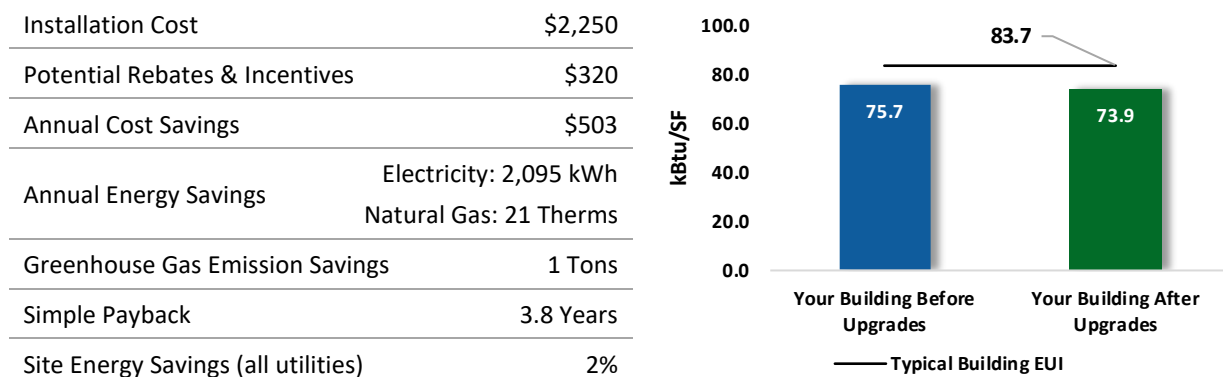 Installation Cost $2,250
Potential Rebates & Incentives $320
Annual Cost Savings $503
Annual Energy Savings
Electricity: 2,095 kWh
Natural Gas: 21 Therms
Greenhouse Gas Emission Savings 1 Tons
Simple Payback 3.8 Years
Site Energy Savings (all utilities) 2%
kBtu/SF
100.0
80.0
60.0
40.0
20.0
0.0
83.7
75.7
73.9
Your Building Before
Upgrades
Your Building After
Upgrades
Typical Building EUI